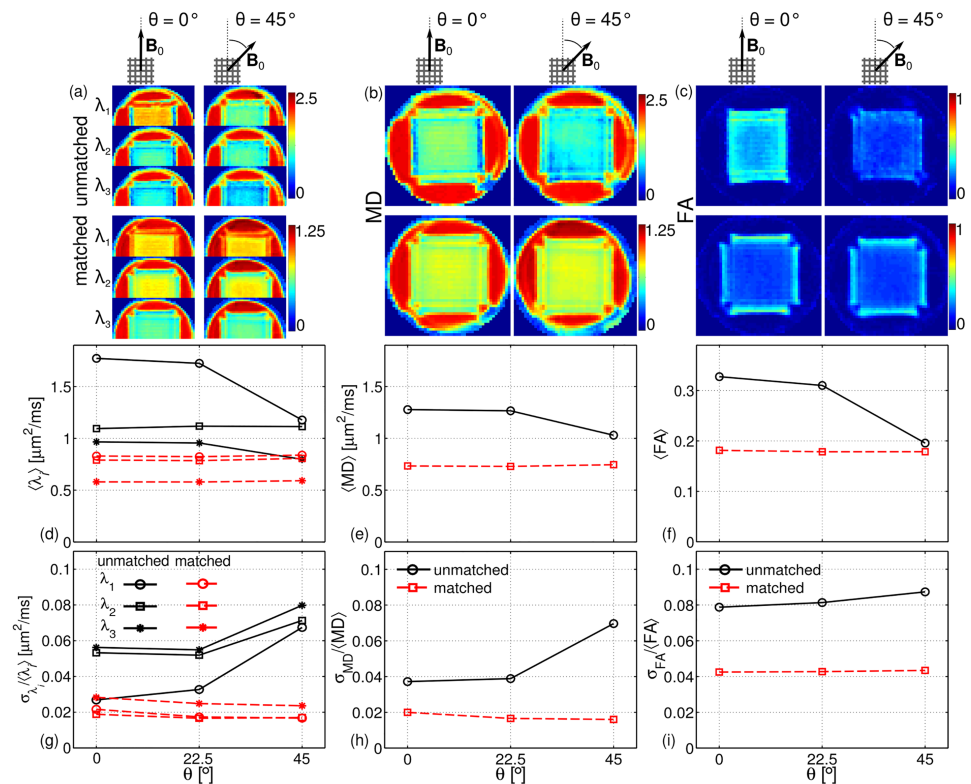 θ = 0° θ = 45° θ = 0° θ = 45° θ = 0° θ = 45°
B₀ B₀ B₀ B₀ B₀ B₀
(a) (b) (c)
unmatched
λ₁
λ₂
λ₃
2.5
0
matched
λ₁
λ₂
λ₃
1.25
0
MD
2.5
0
1.25
0
FA
1
0
1
0
⟨λᵢ⟩ [μm²/ms]
1.5
1
0.5
0
(d)
⟨MD⟩ [μm²/ms]
1.5
1
0.5
0
(e)
⟨FA⟩
0.3
0.2
0.1
0
(f)
σλᵢ/⟨λᵢ⟩ [μm²/ms]
0.1
0.08
0.06
0.04
0.02
0
unmatched matched
λ₁
λ₂
λ₃
(g)
0 22.5 45
θ [º]
σMD/⟨MD⟩
0.1
0.08
0.06
0.04
0.02
0
unmatched
matched
(h)
0 22.5 45
θ [º]
σFA/⟨FA⟩
0.1
0.08
0.06
0.04
0.02
0
unmatched
matched
(i)
0 22.5 45
θ [º]